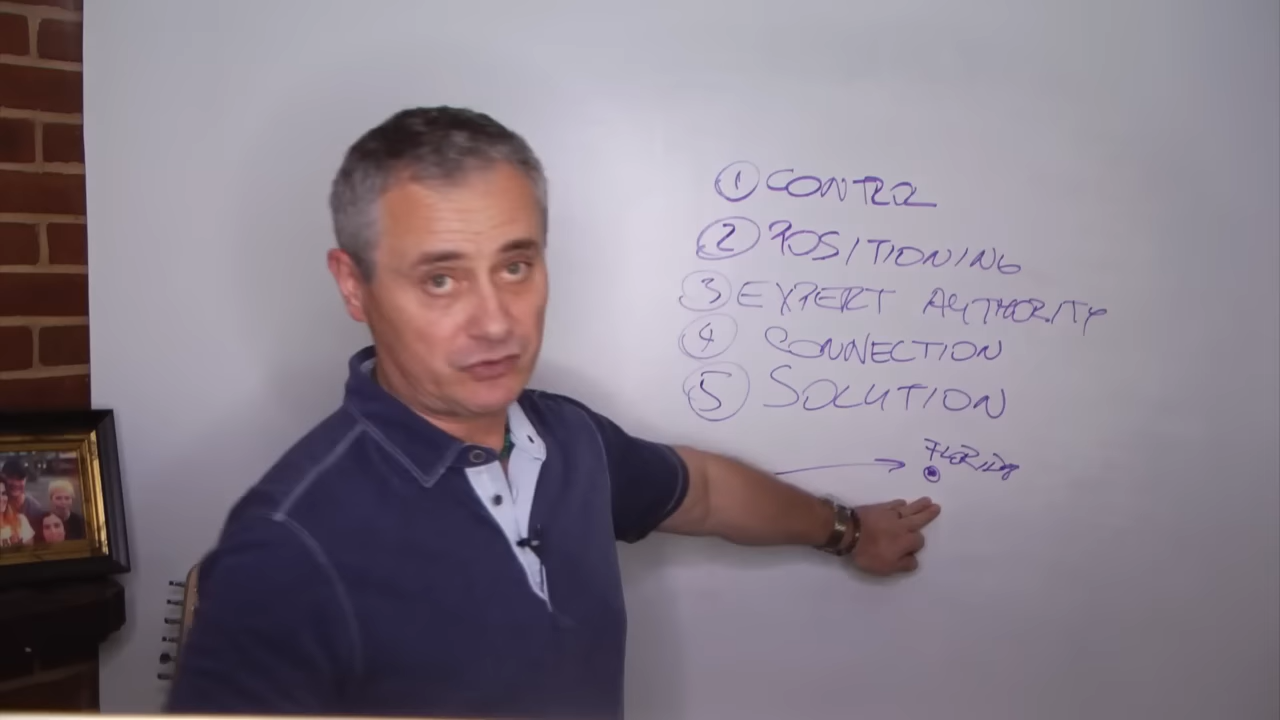 1 CONTROL
2 POSITIONING
3 EXPERT AUTHORITY
4 CONNECTION
5 SOLUTION
FLORIDA